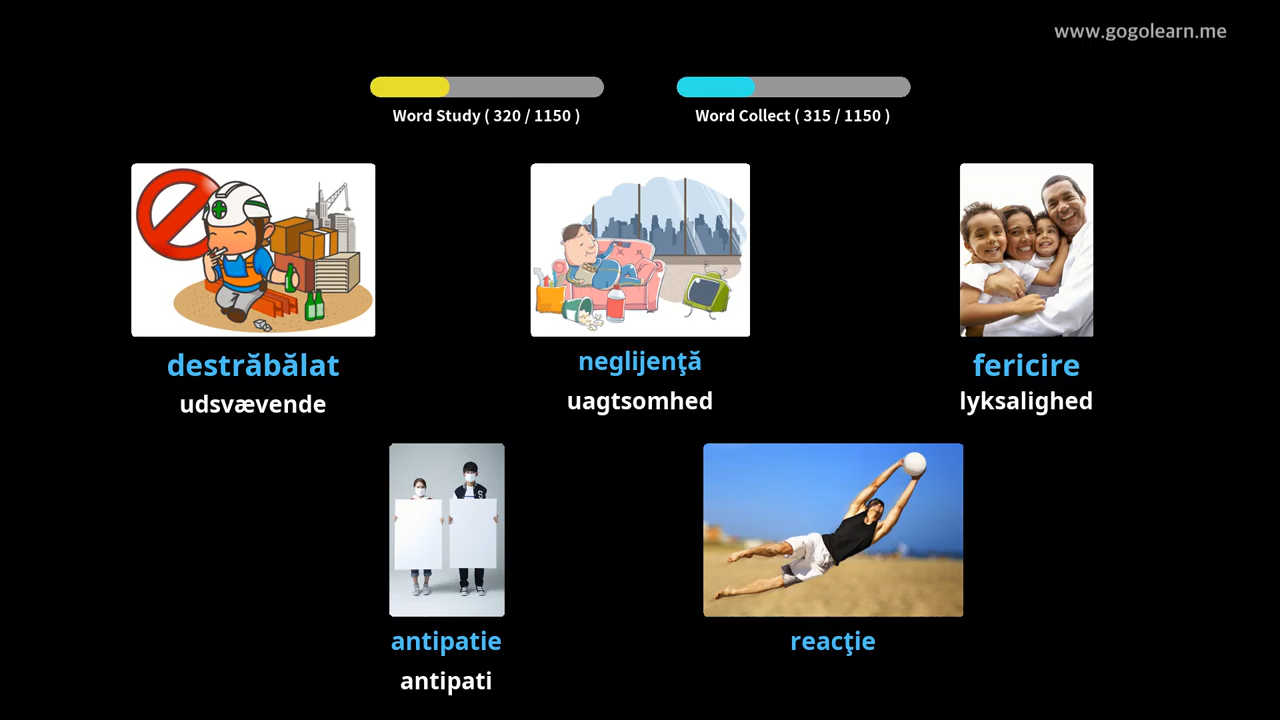 www.gogolearn.me
Word Study ( 320 / 1150 )
Word Collect ( 315 / 1150 )
destrăbălat
neglijenţă
fericire
udsvævende
uagtsomhed
lyksalighed
antipatie
reacţie
antipati